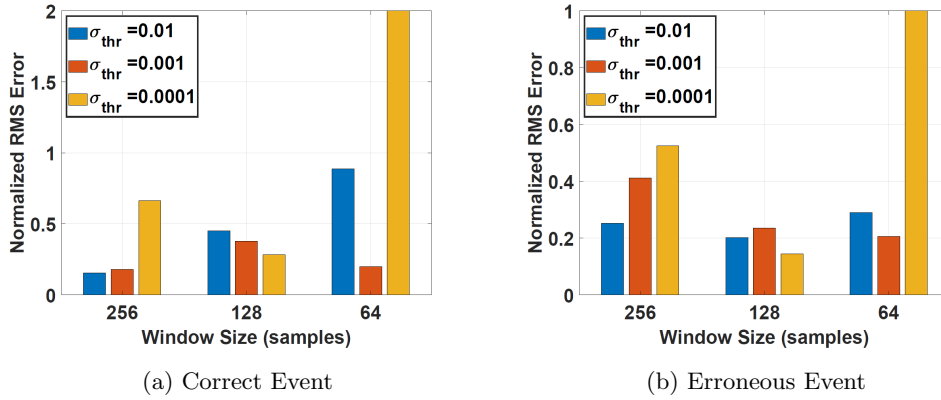 σthr =0.01
σthr =0.001
σthr =0.0001
Normalized RMS Error
2
1.5
1
0.5
0
256
128
64
Window Size (samples)
(a) Correct Event
σthr =0.01
σthr =0.001
σthr =0.0001
Normalized RMS Error
1
0.8
0.6
0.4
0.2
0
256
128
64
Window Size (samples)
(b) Erroneous Event